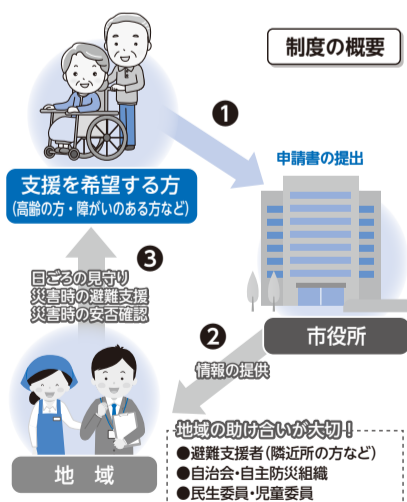 制度の概要
❶
申請書の提出
支援を希望する方
(高齢の方・障がいのある方など)
❸
日ごろの見守り
災害時の避難支援
災害時の安否確認
市役所
❷
情報の提供
地域の助け合いが大切!
●避難支援者(隣近所の方など)
●自治会・自主防災組織
●民生委員・児童委員
地 域